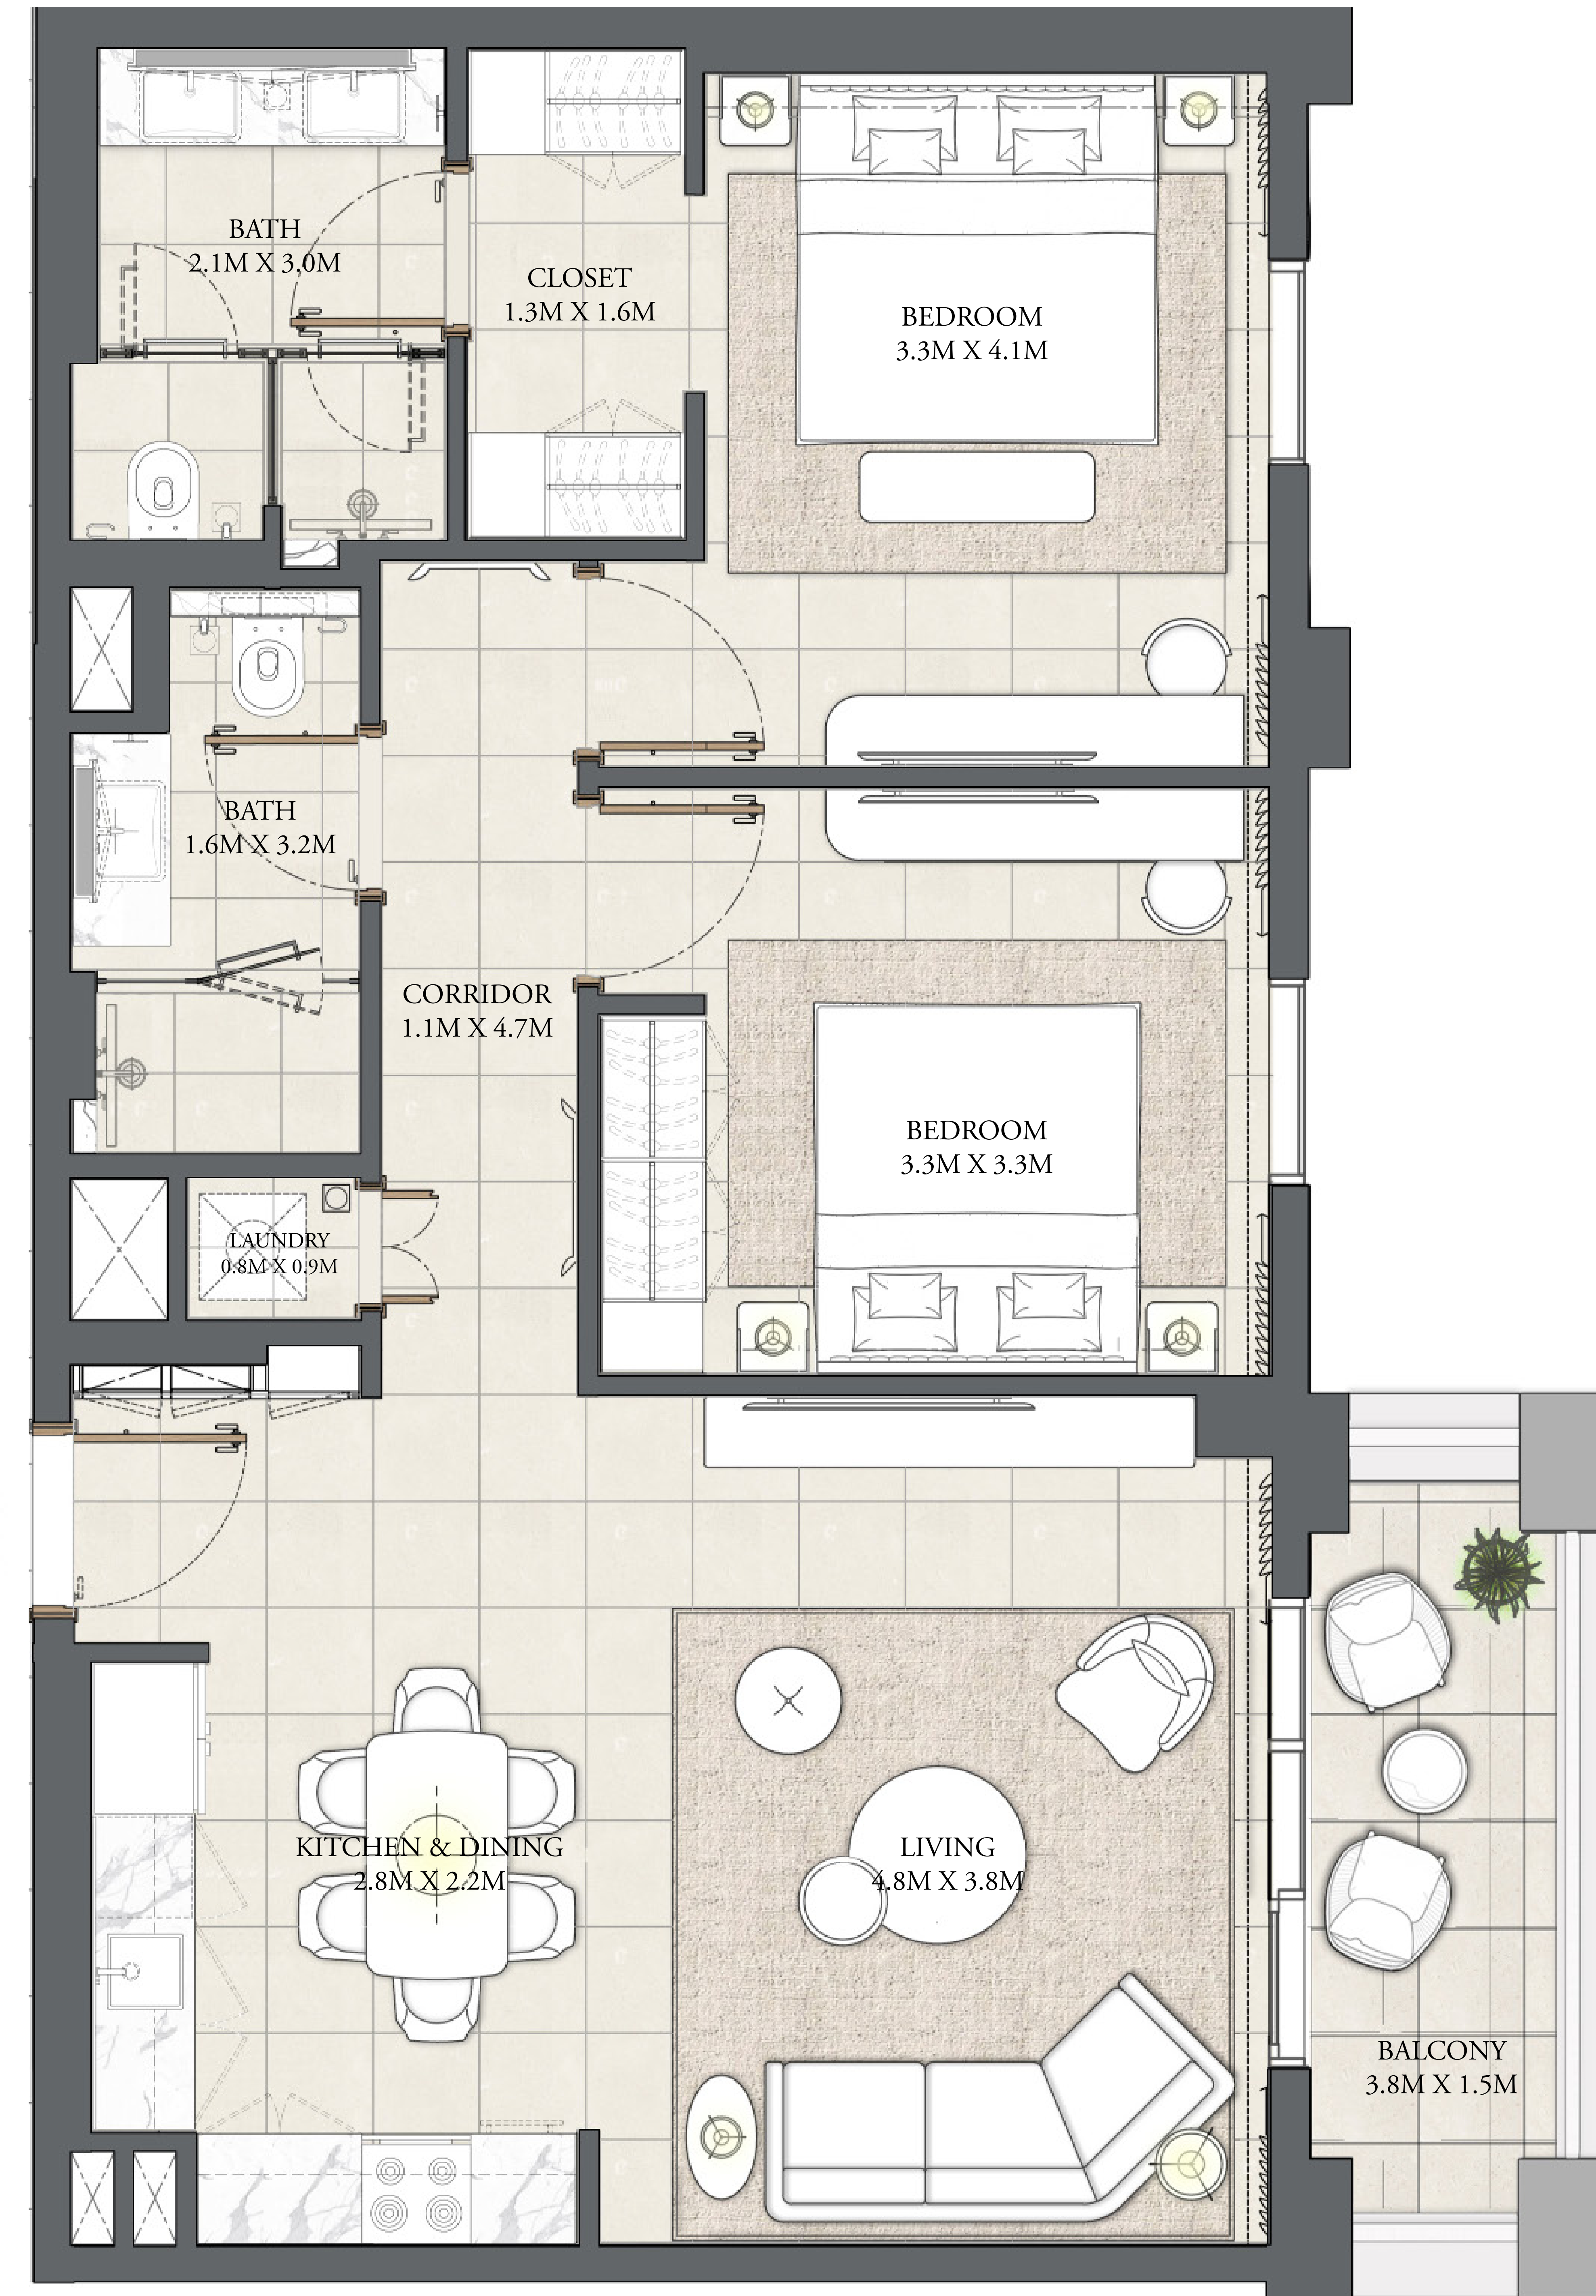 BATH
2.1M X 3.0M
CLOSET
1.3M X 1.6M
BEDROOM
3.3M X 4.1M
BATH
1.6M X 3.2M
CORRIDOR
1.1M X 4.7M
BEDROOM
3.3M X 3.3M
LAUNDRY
0.8M X 0.9M
KITCHEN & DINING
2.8M X 2.2M
LIVING
4.8M X 3.8M
BALCONY
3.8M X 1.5M